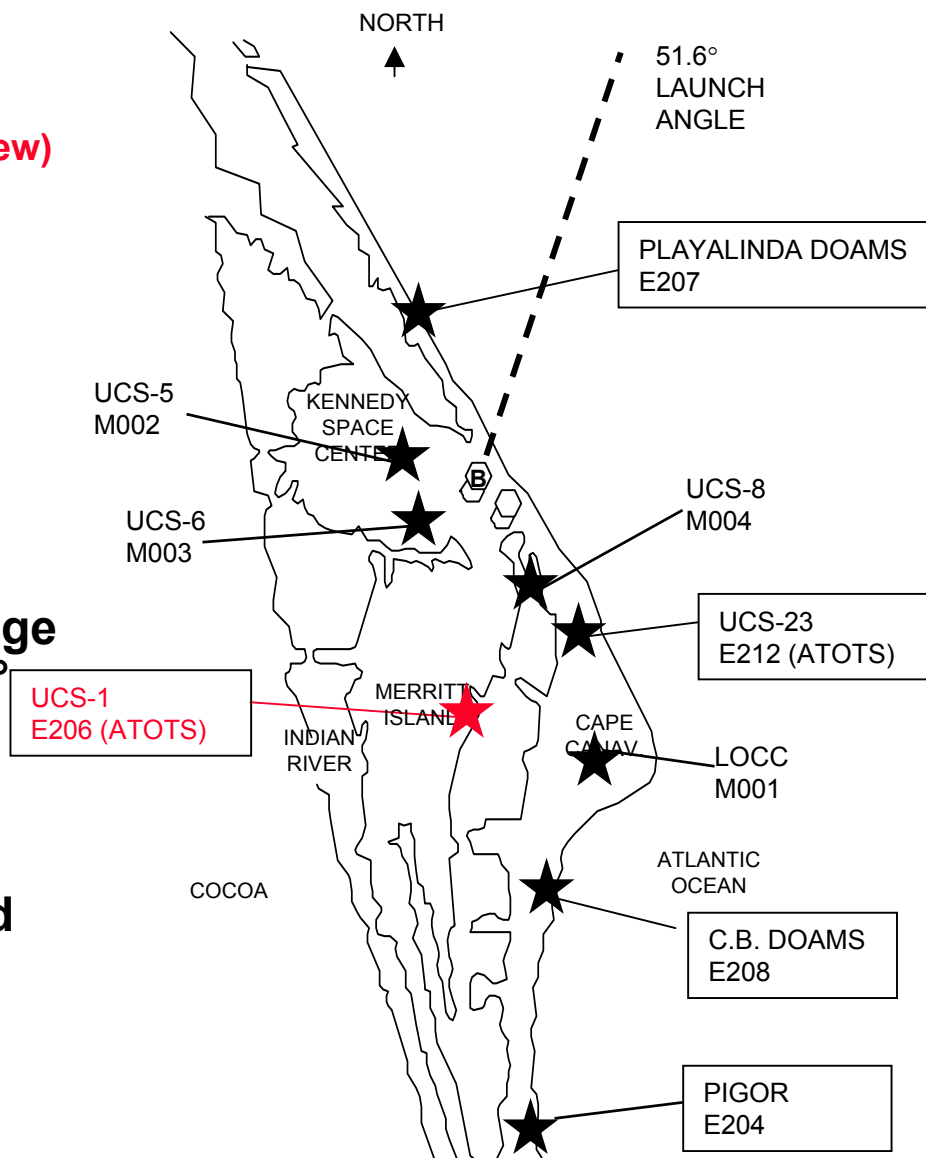 NORTH
51.6°
LAUNCH
ANGLE
ew)
PLAYALINDA DOAMS
E207
UCS-5
M002
KENNEDY
SPACE
CENTER
B
UCS-8
M004
UCS-6
M003
ge
UCS-23
E212 (ATOTS)
UCS-1
E206 (ATOTS)
MERRITT
ISLAND
INDIAN
RIVER
CAPE
CANAV
LOCC
M001
ATLANTIC
OCEAN
COCOA
d
C.B. DOAMS
E208
PIGOR
E204